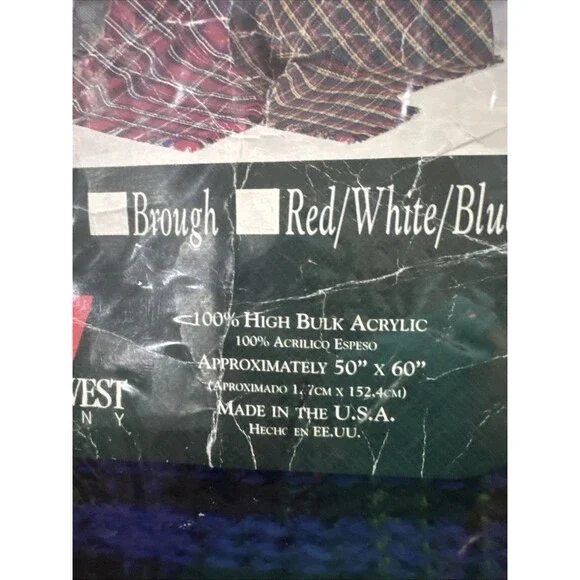 Brough Red/White/Blu
100% HIGH BULK ACRYLIC
100% ACRILICO ESPESO
APPROXIMATELY 50" X 60"
(APROXIMADO 1. 7CM X 152.4CM)
MADE IN THE U.S.A.
HECHO EN EE.UU.
VEST
N Y